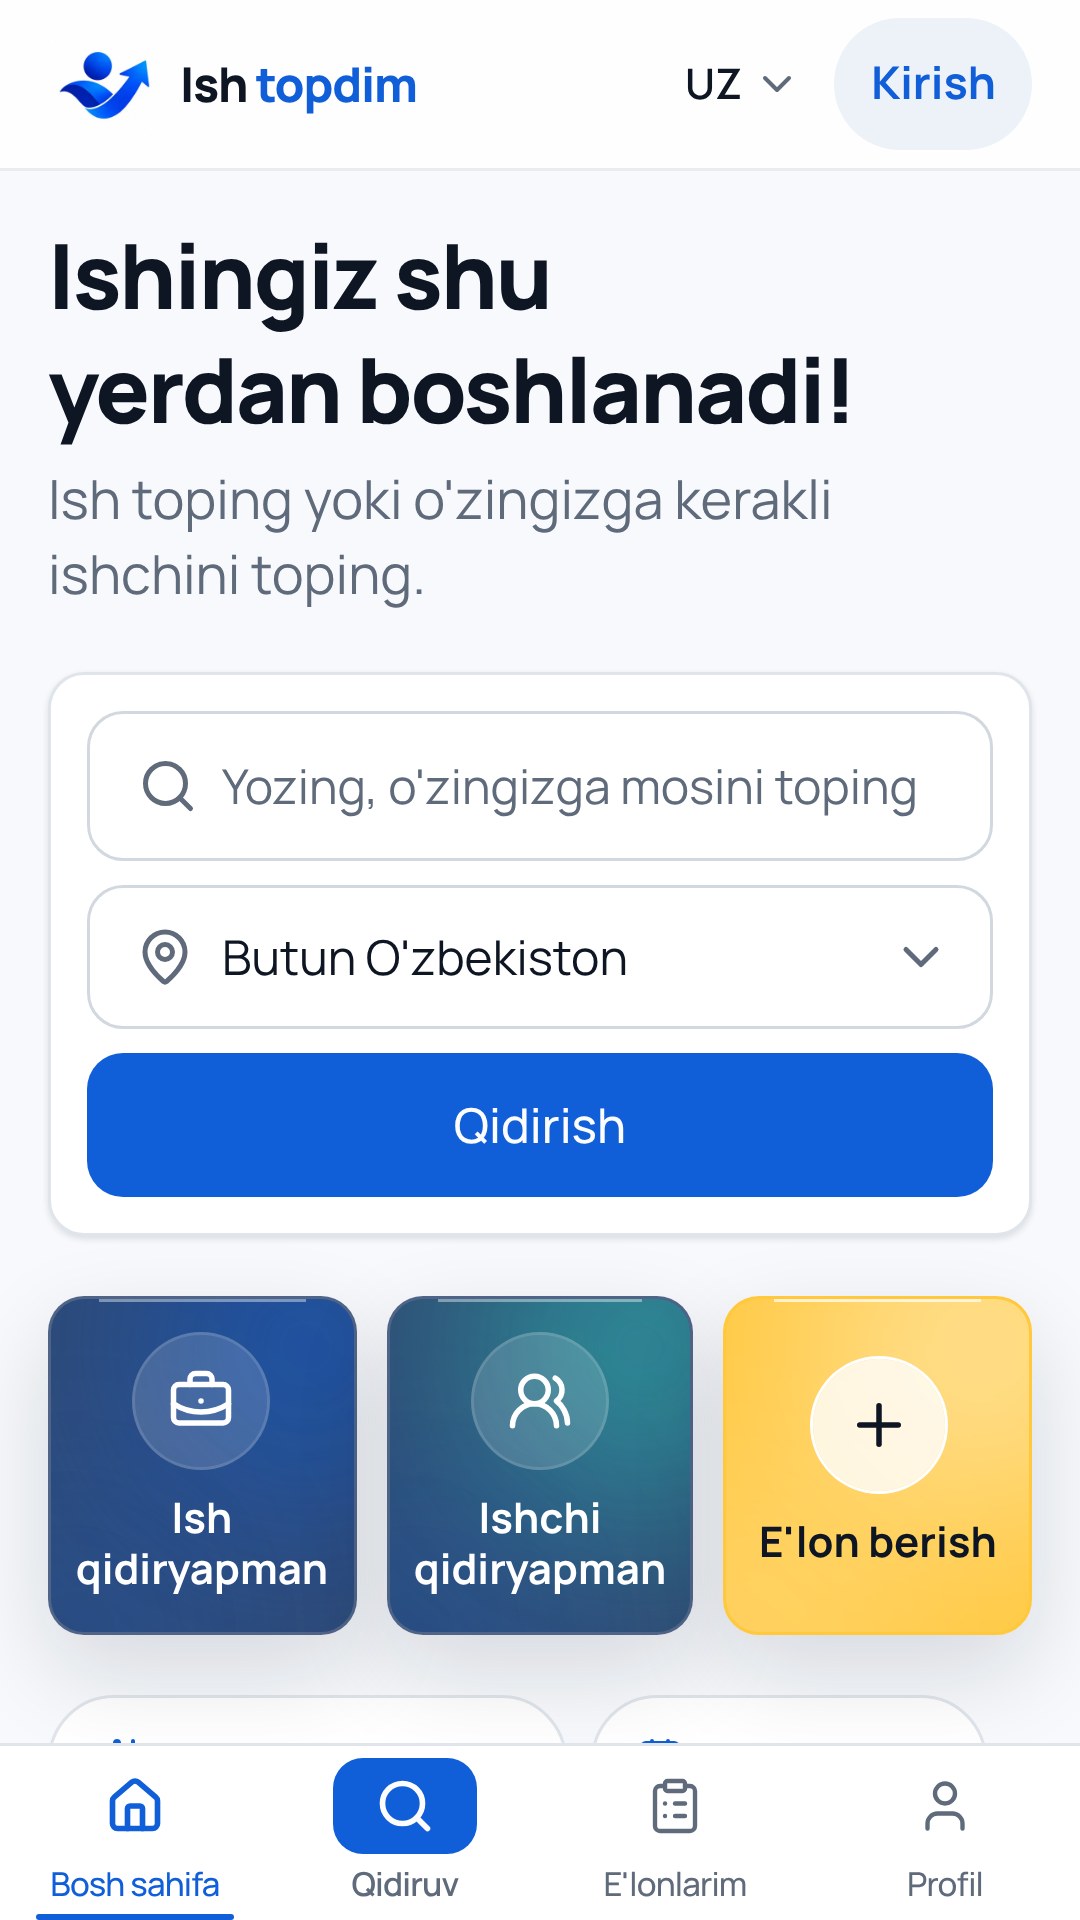 Ish topdim
UZ
Kirish
Ishingiz shu
yerdan boshlanadi!
Ish toping yoki o'zingizga kerakli
ishchini toping.
Yozing, o'zingizga mosini toping
Butun O'zbekiston
Qidirish
Ish
qidiryapman
Ishchi
qidiryapman
E'lon berish
Bosh sahifa
Qidiruv
E'lonlarim
Profil